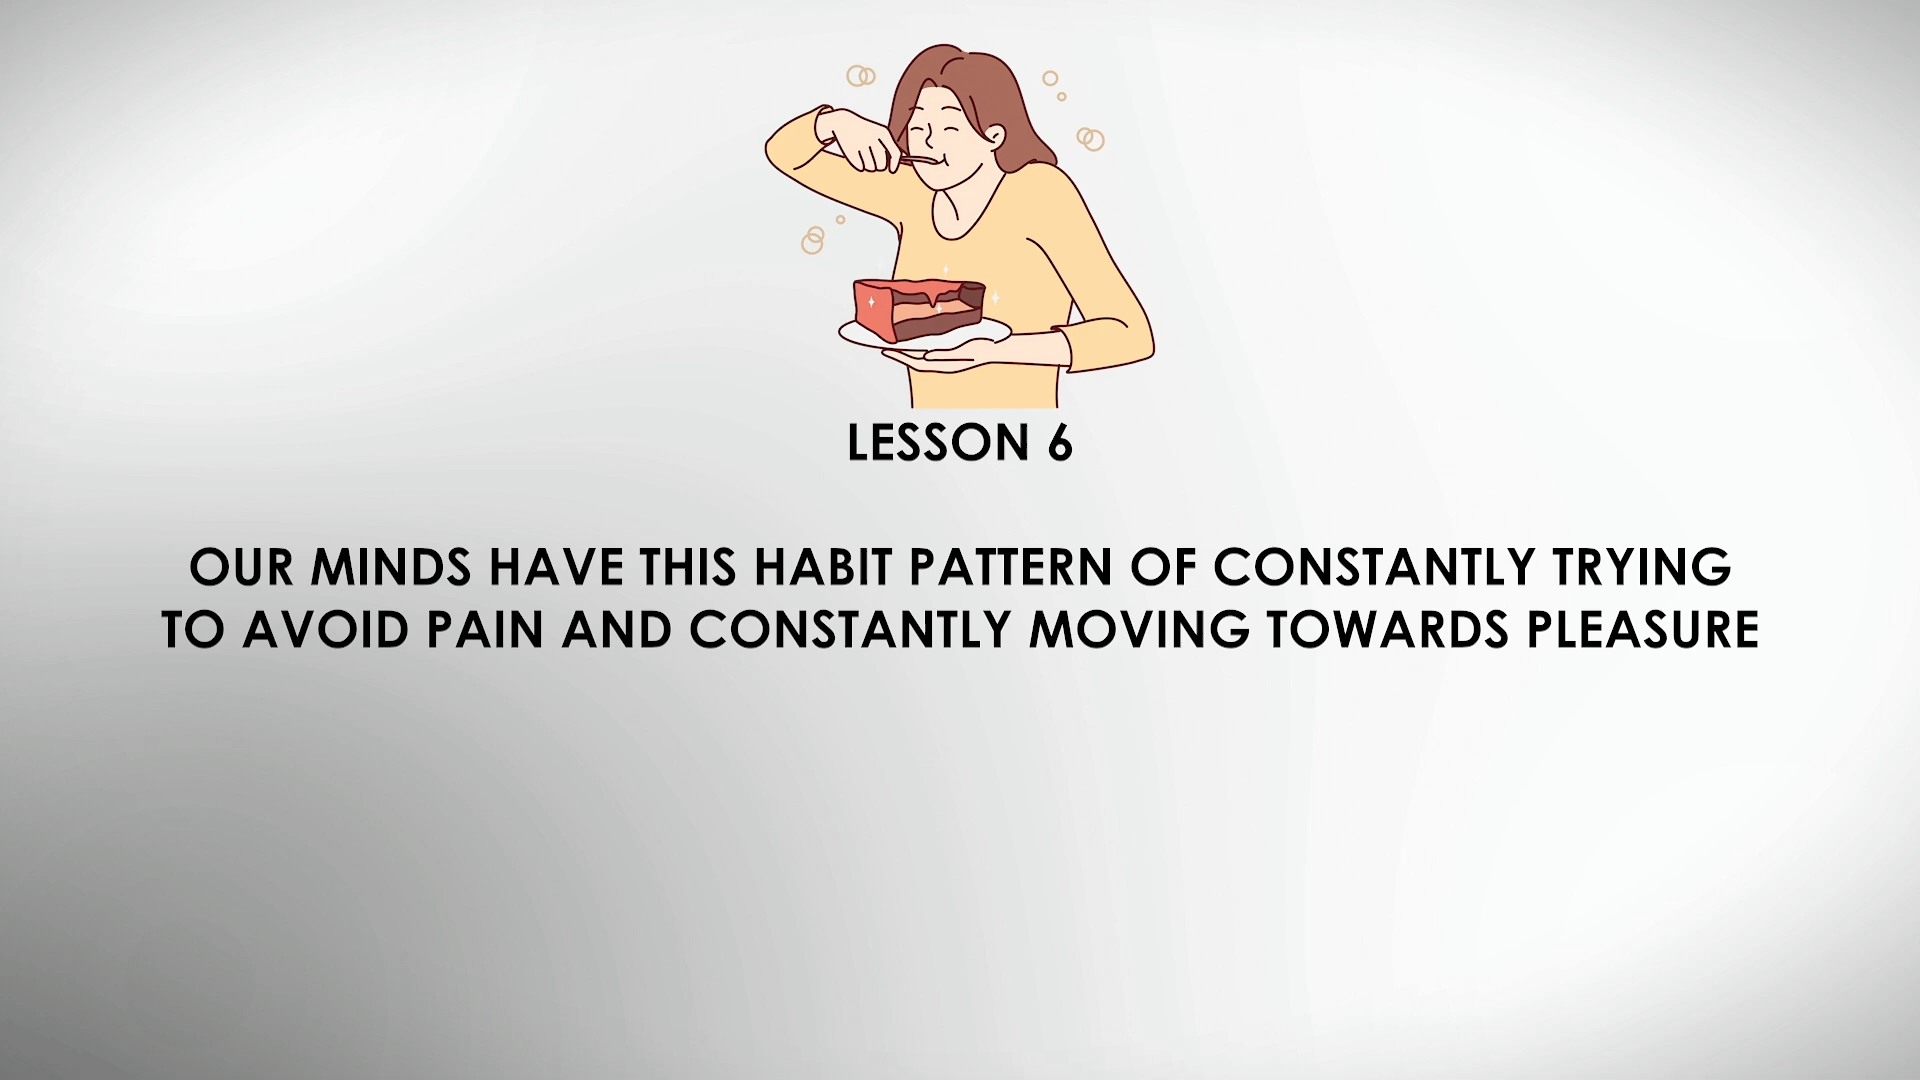 LESSON 6
OUR MINDS HAVE THIS HABIT PATTERN OF CONSTANTLY TRYING
TO AVOID PAIN AND CONSTANTLY MOVING TOWARDS PLEASURE